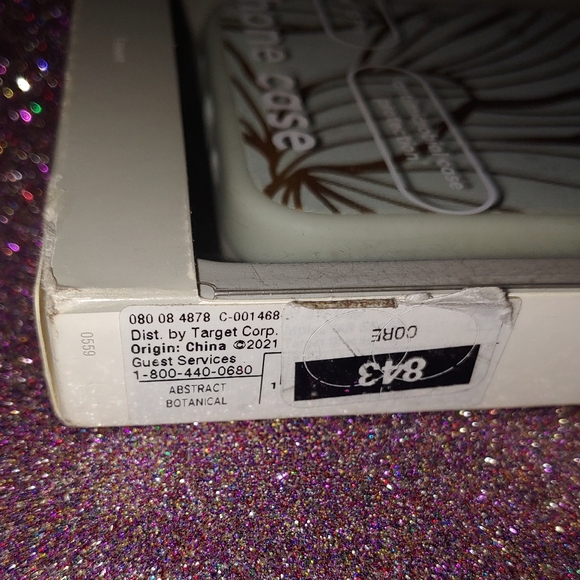 phone case
protection
080 08 4878 C-001468
Dist. by Target Corp.
Origin: China ©2021
Guest Services
1-800-440-0680
ABSTRACT
BOTANICAL
1
CORE
843
0559